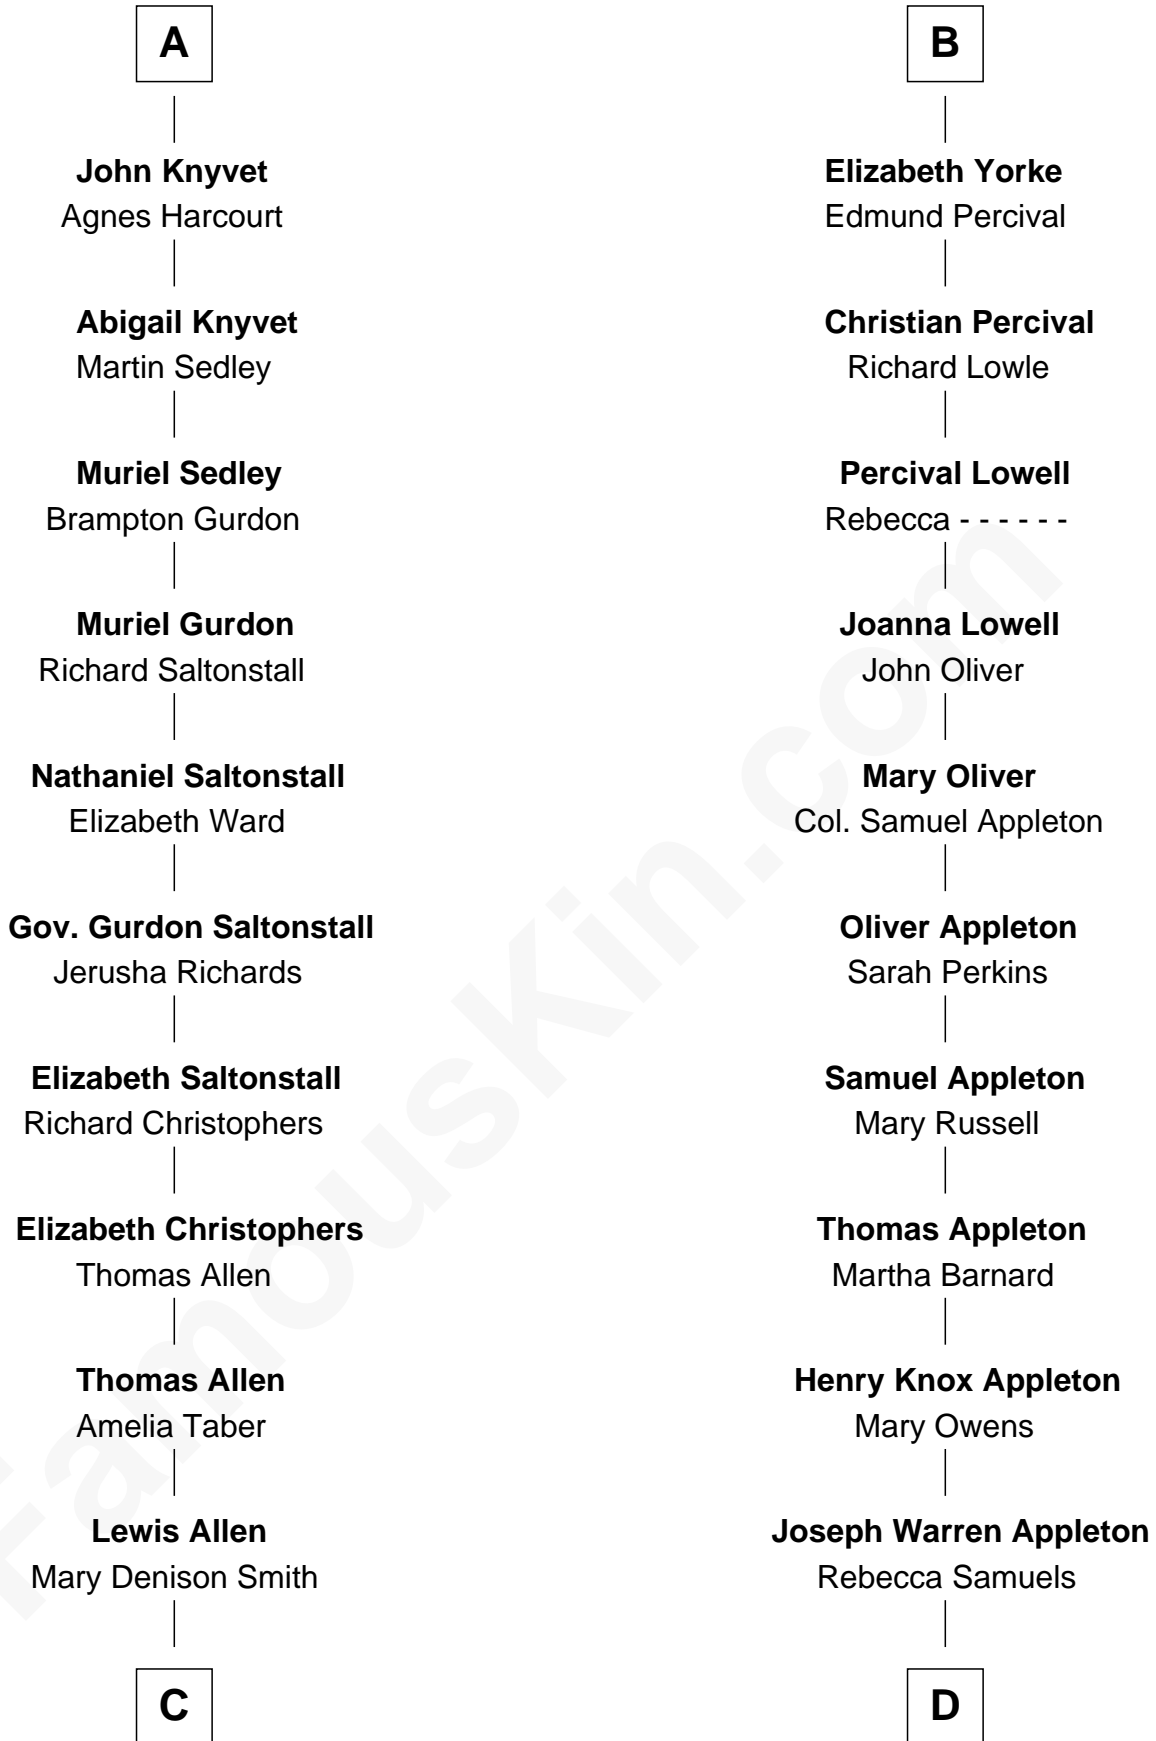 A
John Knyvet
Agnes Harcourt
Abigail Knyvet
Martin Sedley
Muriel Sedley
Brampton Gurdon
Muriel Gurdon
Richard Saltonstall
Nathaniel Saltonstall
Elizabeth Ward
Gov. Gurdon Saltonstall
Jerusha Richards
Elizabeth Saltonstall
Richard Christophers
Elizabeth Christophers
Thomas Allen
Thomas Allen
Amelia Taber
Lewis Allen
Mary Denison Smith
C
B
Elizabeth Yorke
Edmund Percival
Christian Percival
Richard Lowle
Percival Lowell
Rebecca - - - - - -
Joanna Lowell
John Oliver
Mary Oliver
Col. Samuel Appleton
Oliver Appleton
Sarah Perkins
Samuel Appleton
Mary Russell
Thomas Appleton
Martha Barnard
Henry Knox Appleton
Mary Owens
Joseph Warren Appleton
Rebecca Samuels
D
FamousKin.com